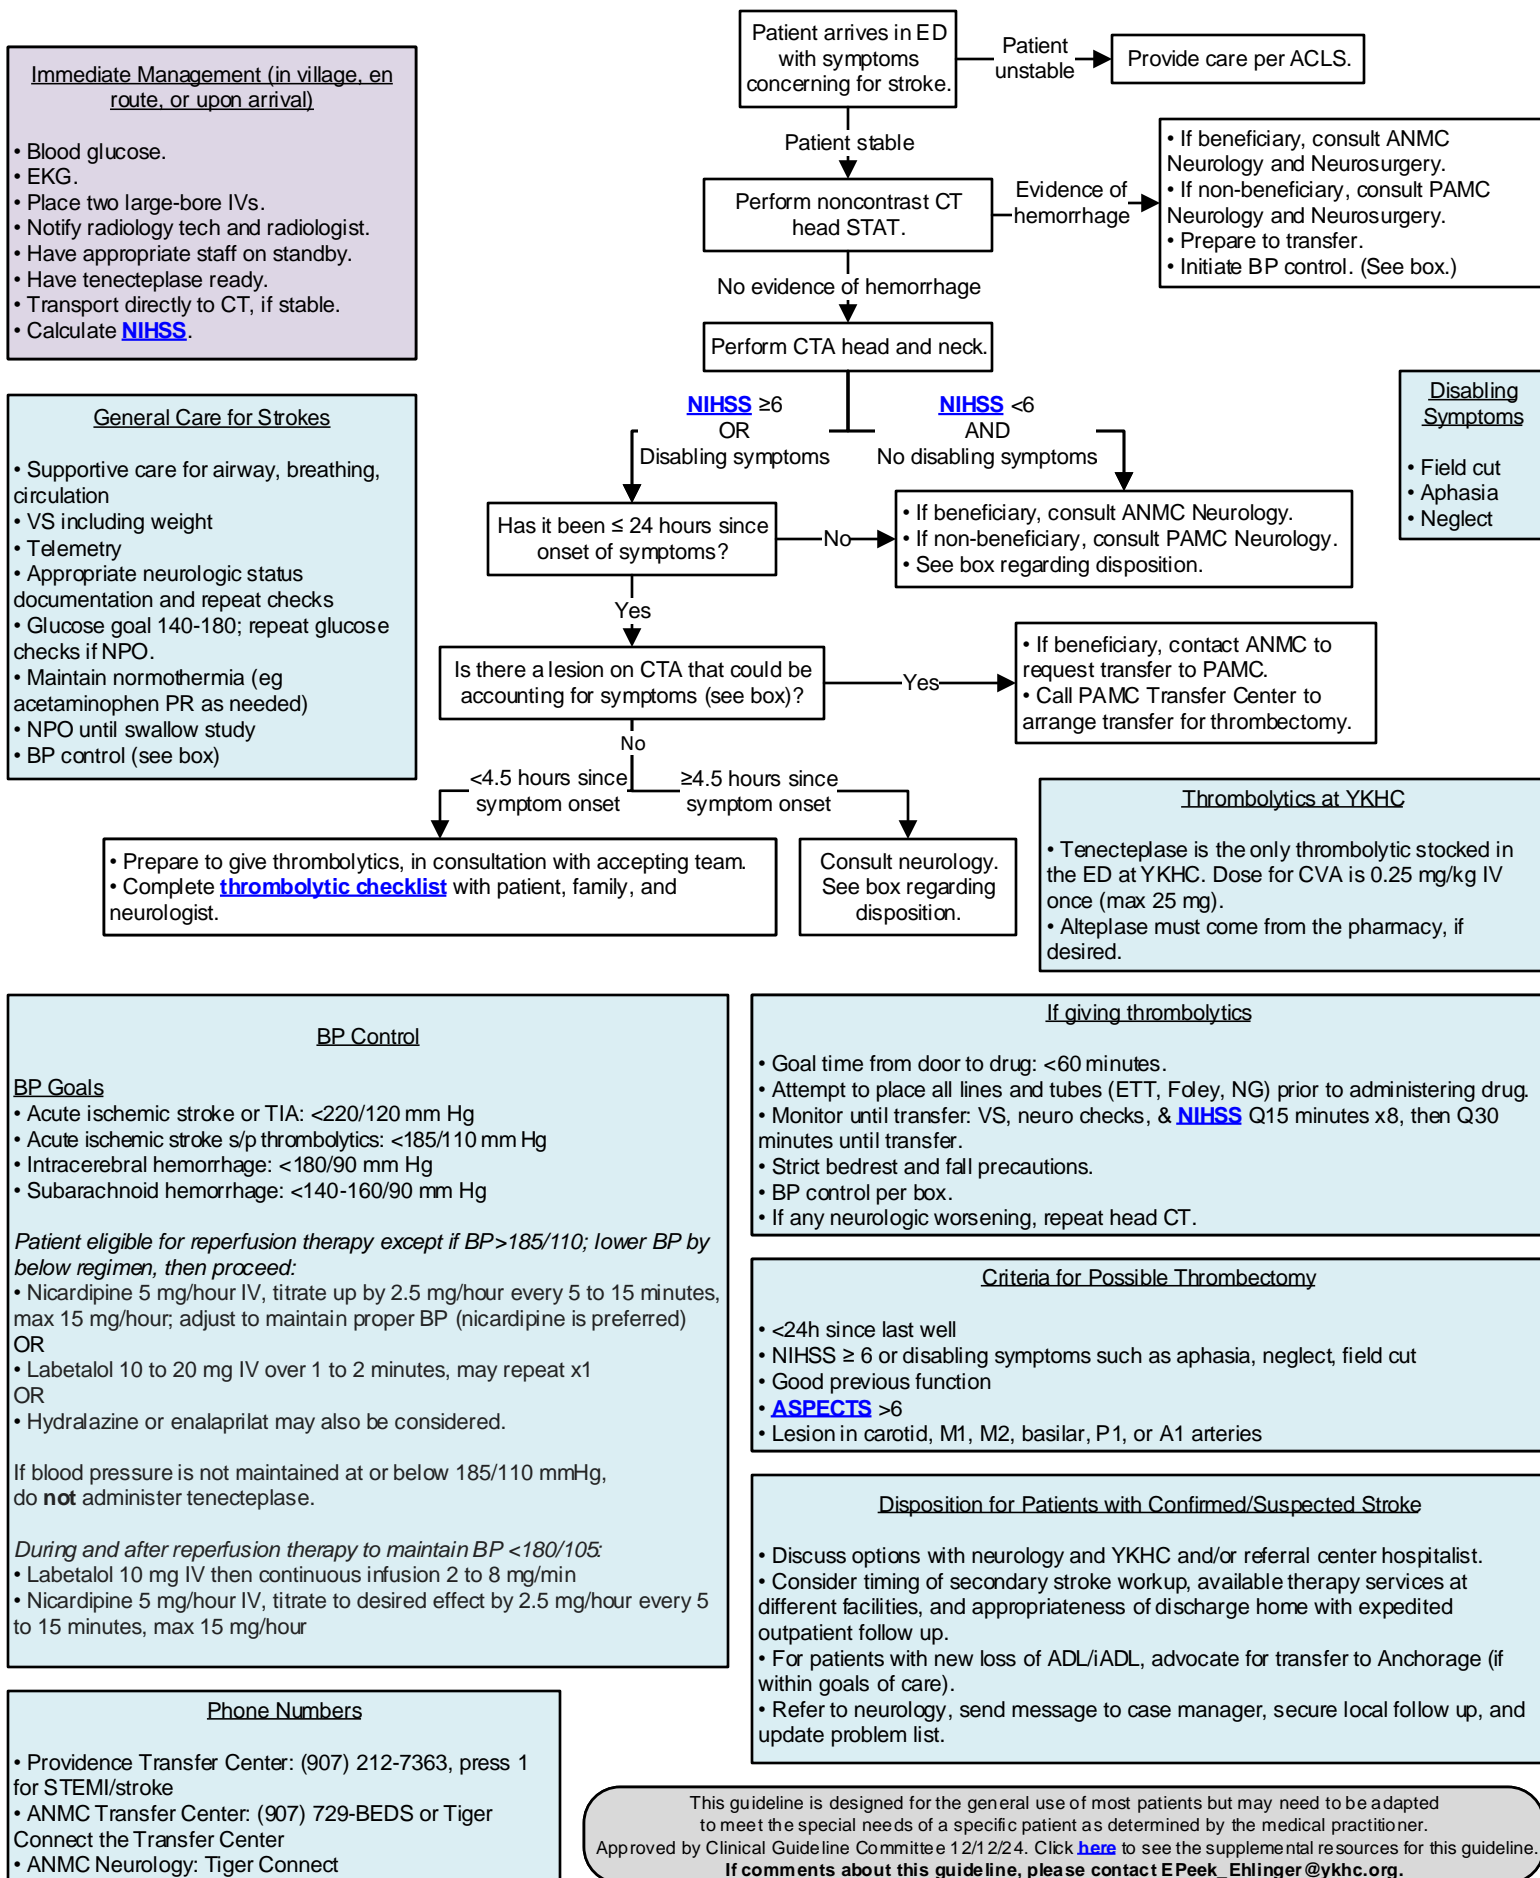 Patient arrives in ED
with symptoms
concerning for stroke.
Patient
unstable
Provide care per ACLS.
Immediate Management (in village, en
route, or upon arrival)
• Blood glucose.
• EKG.
• Place two large-bore IVs.
• Notify radiology tech and radiologist.
• Have appropriate staff on standby.
• Have tenecteplase ready.
• Transport directly to CT, if stable.
• Calculate NIHSS.
Patient stable
Perform noncontrast CT
head STAT.
Evidence of
hemorrhage
• If beneficiary, consult ANMC
Neurology and Neurosurgery.
• If non-beneficiary, consult PAMC
Neurology and Neurosurgery.
• Prepare to transfer.
• Initiate BP control. (See box.)
No evidence of hemorrhage
Perform CTA head and neck.
General Care for Strokes
• Supportive care for airway, breathing,
circulation
• VS including weight
• Telemetry
• Appropriate neurologic status
documentation and repeat checks
• Glucose goal 140-180; repeat glucose
checks if NPO.
• Maintain normothermia (eg
acetaminophen PR as needed)
• NPO until swallow study
• BP control (see box)
NIHSS ≥6
OR
Disabling symptoms
NIHSS <6
AND
No disabling symptoms
Disabling
Symptoms
• Field cut
• Aphasia
• Neglect
Has it been ≤ 24 hours since
onset of symptoms?
No
• If beneficiary, consult ANMC Neurology.
• If non-beneficiary, consult PAMC Neurology.
• See box regarding disposition.
Yes
Is there a lesion on CTA that could be
accounting for symptoms (see box)?
Yes
• If beneficiary, contact ANMC to
request transfer to PAMC.
• Call PAMC Transfer Center to
arrange transfer for thrombectomy.
No
<4.5 hours since
symptom onset
≥4.5 hours since
symptom onset
• Prepare to give thrombolytics, in consultation with accepting team.
• Complete thrombolytic checklist with patient, family, and
neurologist.
Consult neurology.
See box regarding
disposition.
Thrombolytics at YKHC
• Tenecteplase is the only thrombolytic stocked in
the ED at YKHC. Dose for CVA is 0.25 mg/kg IV
once (max 25 mg).
• Alteplase must come from the pharmacy, if
desired.
BP Control
BP Goals
• Acute ischemic stroke or TIA: <220/120 mm Hg
• Acute ischemic stroke s/p thrombolytics: <185/110 mm Hg
• Intracerebral hemorrhage: <180/90 mm Hg
• Subarachnoid hemorrhage: <140-160/90 mm Hg
Patient eligible for reperfusion therapy except if BP>185/110; lower BP by
below regimen, then proceed:
• Nicardipine 5 mg/hour IV, titrate up by 2.5 mg/hour every 5 to 15 minutes,
max 15 mg/hour; adjust to maintain proper BP (nicardipine is preferred)
OR
• Labetalol 10 to 20 mg IV over 1 to 2 minutes, may repeat x1
OR
• Hydralazine or enalaprilat may also be considered.
If blood pressure is not maintained at or below 185/110 mmHg,
do not administer tenecteplase.
During and after reperfusion therapy to maintain BP <180/105:
• Labetalol 10 mg IV then continuous infusion 2 to 8 mg/min
• Nicardipine 5 mg/hour IV, titrate to desired effect by 2.5 mg/hour every 5
to 15 minutes, max 15 mg/hour
If giving thrombolytics
• Goal time from door to drug: <60 minutes.
• Attempt to place all lines and tubes (ETT, Foley, NG) prior to administering drug.
• Monitor until transfer: VS, neuro checks, & NIHSS Q15 minutes x8, then Q30
minutes until transfer.
• Strict bedrest and fall precautions.
• BP control per box.
• If any neurologic worsening, repeat head CT.
Criteria for Possible Thrombectomy
• <24h since last well
• NIHSS ≥ 6 or disabling symptoms such as aphasia, neglect, field cut
• Good previous function
• ASPECTS >6
• Lesion in carotid, M1, M2, basilar, P1, or A1 arteries
Disposition for Patients with Confirmed/Suspected Stroke
• Discuss options with neurology and YKHC and/or referral center hospitalist.
• Consider timing of secondary stroke workup, available therapy services at
different facilities, and appropriateness of discharge home with expedited
outpatient follow up.
• For patients with new loss of ADL/iADL, advocate for transfer to Anchorage (if
within goals of care).
• Refer to neurology, send message to case manager, secure local follow up, and
update problem list.
Phone Numbers
• Providence Transfer Center: (907) 212-7363, press 1
for STEMI/stroke
• ANMC Transfer Center: (907) 729-BEDS or Tiger
Connect the Transfer Center
• ANMC Neurology: Tiger Connect
This guideline is designed for the general use of most patients but may need to be adapted
to meet the special needs of a specific patient as determined by the medical practitioner.
Approved by Clinical Guideline Committee 12/12/24. Click here to see the supplemental resources for this guideline.
If comments about this guideline, please contact EPeek_Ehlinger@ykhc.org.